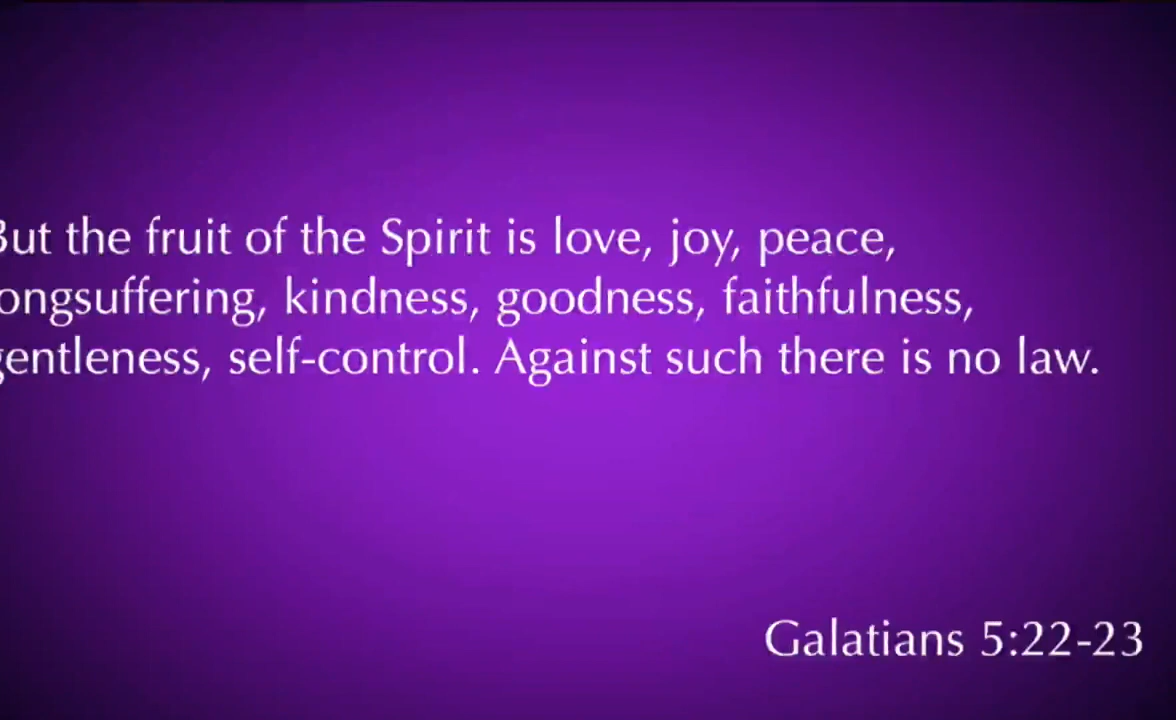 But the fruit of the Spirit is love, joy, peace,
longsuffering, kindness, goodness, faithfulness,
gentleness, self-control. Against such there is no law.
Galatians 5:22-23